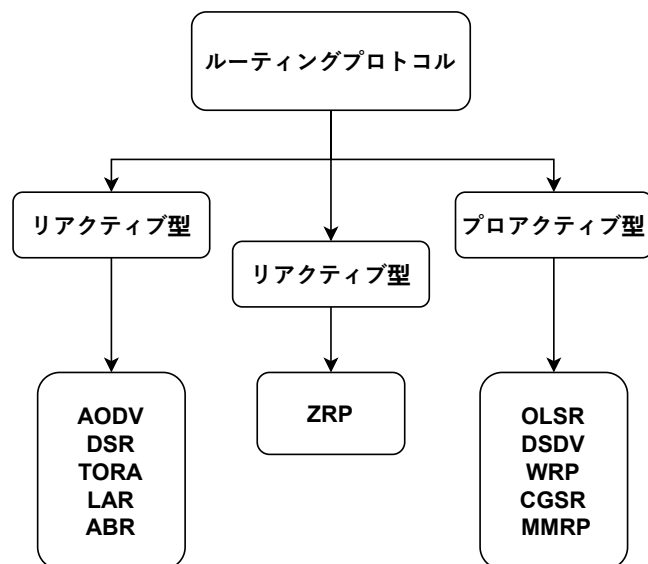 ルーティングプロトコル
リアクティブ型
リアクティブ型
プロアクティブ型
AODV
DSR
TORA
LAR
ABR
ZRP
OLSR
DSDV
WRP
CGSR
MMRP